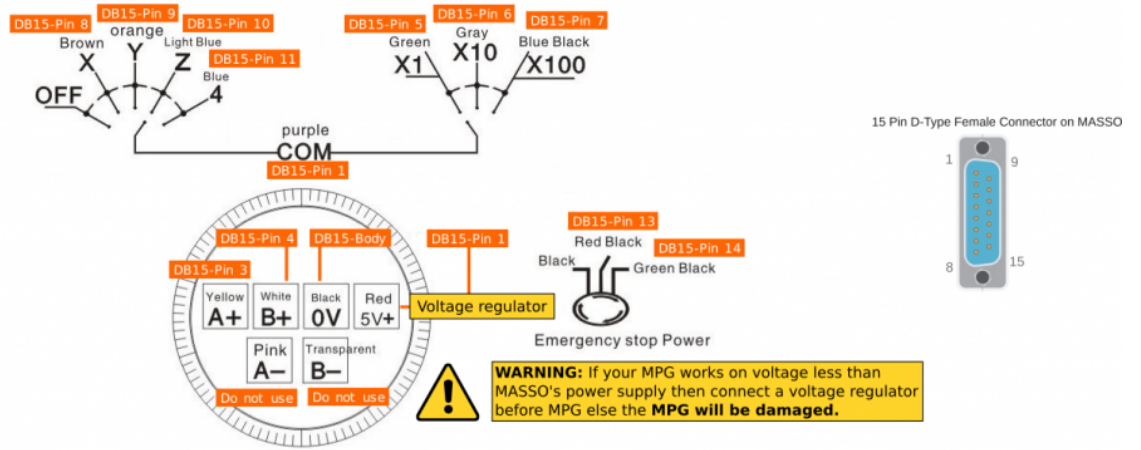 DB15-Pin 8
DB15-Pin 9
DB15-Pin 10
DB15-Pin 11
Brown
orange
Light Blue
Blue
OFF
X
Y
Z
4
DB15-Pin 5
DB15-Pin 6
DB15-Pin 7
Green
Gray
Blue Black
X1
X10
X100
purple
COM
DB15-Pin 1
15 Pin D-Type Female Connector on MASSO
1
9
8
15
DB15-Pin 4
DB15-Body
DB15-Pin 1
DB15-Pin 3
Yellow
A+
White
B+
Black
0V
Red
5V+
Voltage regulator
Pink
A−
Transparent
B−
Do not use
Do not use
DB15-Pin 13
Red Black
DB15-Pin 14
Black
Green Black
Emergency stop Power
WARNING: If your MPG works on voltage less than
MASSO's power supply then connect a voltage regulator
before MPG else the MPG will be damaged.